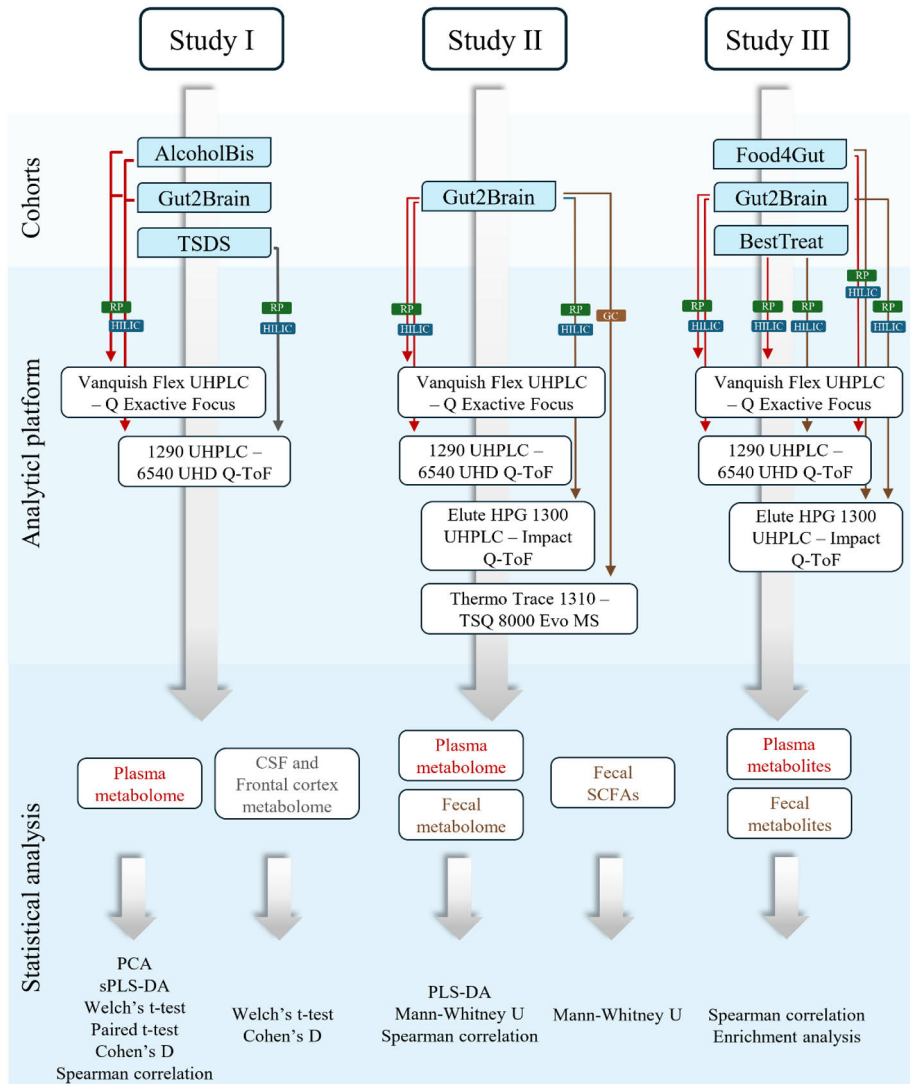 Study I
Study II
Study III
Cohorts
AlcoholBis
Gut2Brain
TSDS
Gut2Brain
Food4Gut
Gut2Brain
BestTreat
Analyticl platform
RP
HILIC
RP
HILIC
RP
HILIC
RP
HILIC
GC
RP
HILIC
RP
HILIC
RP
HILIC
RP
HILIC
RP
HILIC
Vanquish Flex UHPLC
– Q Exactive Focus
1290 UHPLC –
6540 UHD Q-ToF
Vanquish Flex UHPLC
– Q Exactive Focus
1290 UHPLC –
6540 UHD Q-ToF
Elute HPG 1300
UHPLC – Impact
Q-ToF
Thermo Trace 1310 –
TSQ 8000 Evo MS
Vanquish Flex UHPLC
– Q Exactive Focus
1290 UHPLC –
6540 UHD Q-ToF
Elute HPG 1300
UHPLC – Impact
Q-ToF
Statistical analysis
Plasma
metabolome
CSF and
Frontal cortex
metabolome
Plasma
metabolome
Fecal
metabolome
Fecal
SCFAs
Plasma
metabolites
Fecal
metabolites
PCA
sPLS-DA
Welch’s t-test
Paired t-test
Cohen’s D
Spearman correlation
Welch’s t-test
Cohen’s D
PLS-DA
Mann-Whitney U
Spearman correlation
Mann-Whitney U
Spearman correlation
Enrichment analysis